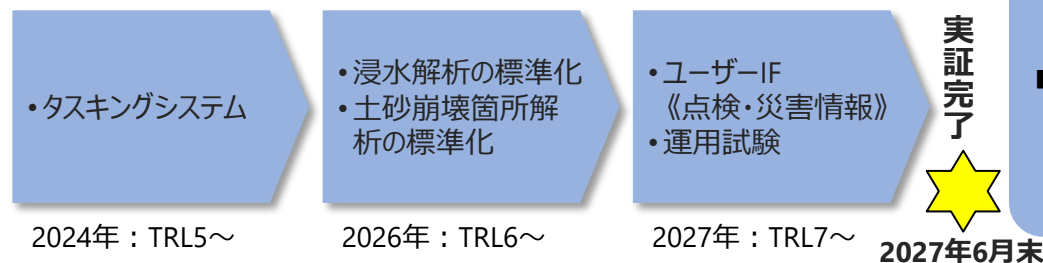 •タスキングシステム
•浸水解析の標準化
•土砂崩壊箇所解
析の標準化
•ユーザーIF
《点検・災害情報》
•運用試験
実証完了
2024年：TRL5～
2026年：TRL6～
2027年：TRL7～
2027年6月末